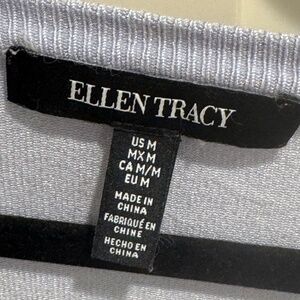 ELLEN TRACY
US M
MX M
CA M/M
EU M
MADE IN
CHINA
FABRIQUÉ EN
CHINE
HECHO EN
CHINA